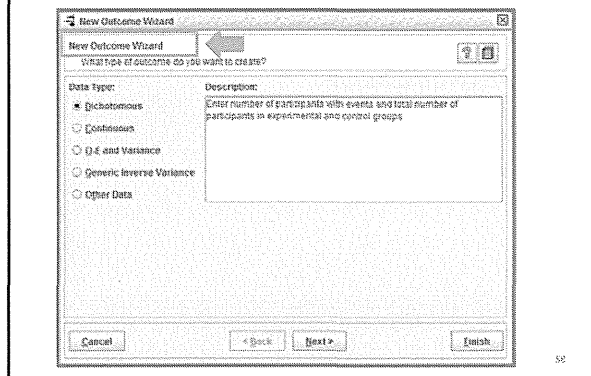 New Outcome Wizard
New Outcome Wizard
What type of outcome do you want to create?
Data Type:
Description:
Dichotomous
Enter number of participants with events and total number of
participants in experimental and control groups
Continuous
O-E and Variance
Generic Inverse Variance
Other Data
Cancel
< Back
Next >
Finish